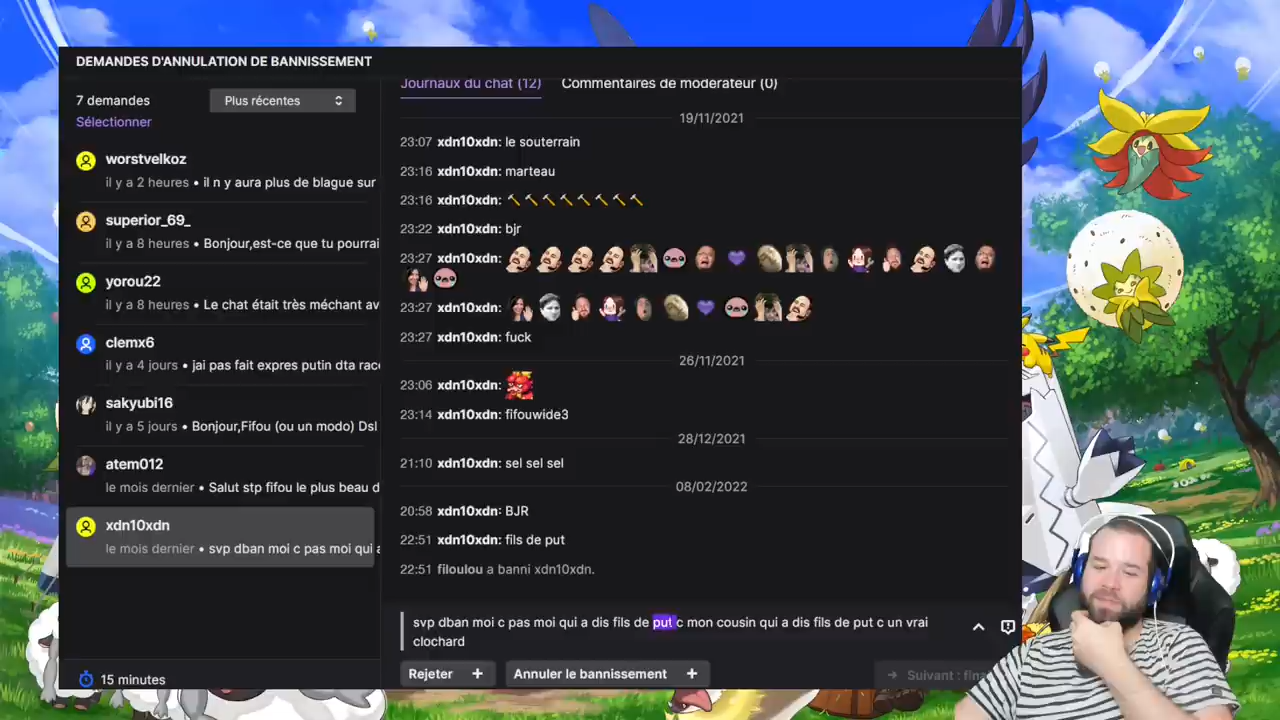 DEMANDES D'ANNULATION DE BANNISSEMENT
7 demandes
Plus récentes
Sélectionner
worstvelkoz
il y a 2 heures • il n y aura plus de blague sur
superior_69_
il y a 8 heures • Bonjour,est-ce que tu pourrai
yorou22
il y a 8 heures • Le chat était très méchant av
clemx6
il y a 4 jours • jai pas fait expres putin dta race
sakyubi16
il y a 5 jours • Bonjour,Fifou (ou un modo) Dsl
atem012
le mois dernier • Salut stp fifou le plus beau d
xdn10xdn
le mois dernier • svp dban moi c pas moi qui a
15 minutes
Journaux du chat (12)
Commentaires de modérateur (0)
19/11/2021
23:07 xdn10xdn: le souterrain
23:16 xdn10xdn: marteau
23:16 xdn10xdn:
23:22 xdn10xdn: bjr
23:27 xdn10xdn:
23:27 xdn10xdn:
23:27 xdn10xdn: fuck
26/11/2021
23:06 xdn10xdn:
23:14 xdn10xdn: fifouwide3
28/12/2021
21:10 xdn10xdn: sel sel sel
08/02/2022
20:58 xdn10xdn: BJR
22:51 xdn10xdn: fils de put
22:51 filoulou a banni xdn10xdn.
svp dban moi c pas moi qui a dis fils de put c mon cousin qui a dis fils de put c un vrai
clochard
Rejeter +
Annuler le bannissement +
Suivant :